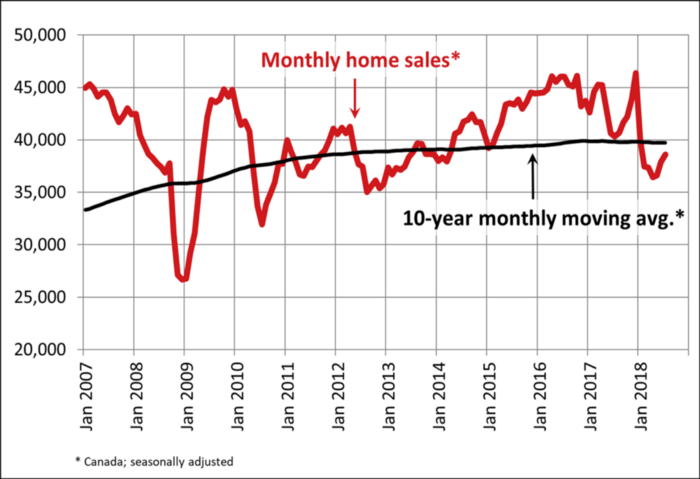 50,000
45,000
40,000
35,000
30,000
25,000
20,000
Monthly home sales*
10-year monthly moving avg.*
Jan 2007
Jan 2008
Jan 2009
Jan 2010
Jan 2011
Jan 2012
Jan 2013
Jan 2014
Jan 2015
Jan 2016
Jan 2017
Jan 2018
* Canada; seasonally adjusted